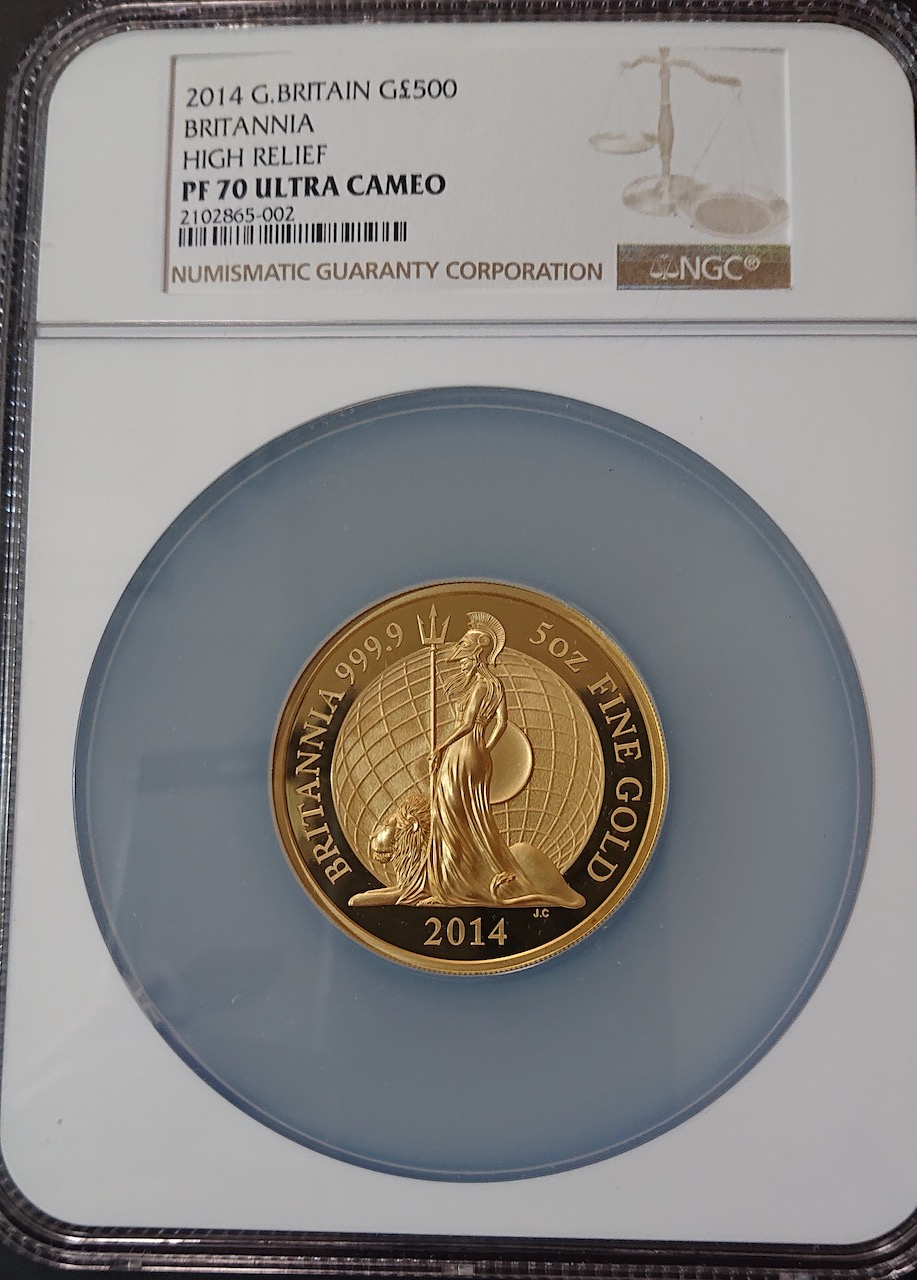 2014 G.BRITAIN G£500
BRITANNIA
HIGH RELIEF
PF 70 ULTRA CAMEO
2102865-002
NUMISMATIC GUARANTY CORPORATION
NGC®
BRITANNIA 999.9
5OZ FINE GOLD
J.C
2014